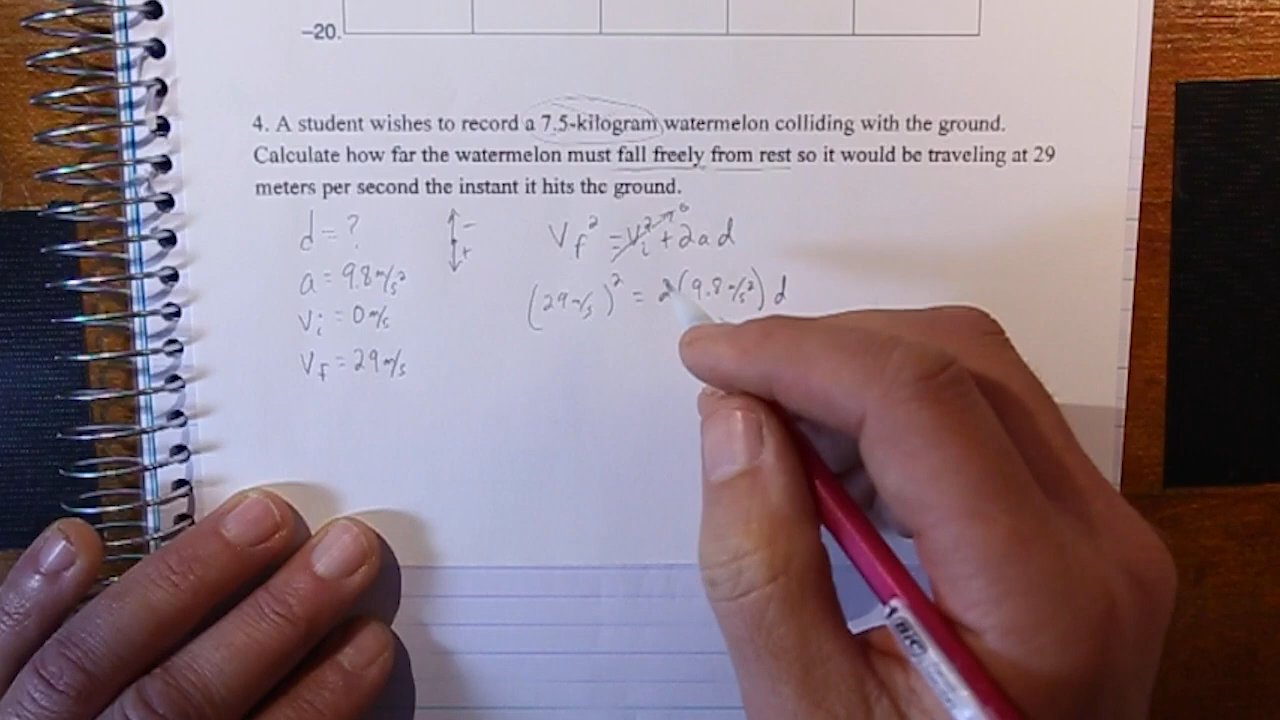 -20.
4. A student wishes to record a 7.5-kilogram watermelon colliding with the ground.
Calculate how far the watermelon must fall freely from rest so it would be traveling at 29
meters per second the instant it hits the ground.
d = ?
a = 9.8 m/s²
Vi = 0 m/s
Vf = 29 m/s
-
+
Vf² = Vi² + 2ad
0
(29 m/s)² = 2(9.8 m/s²) d
BIC